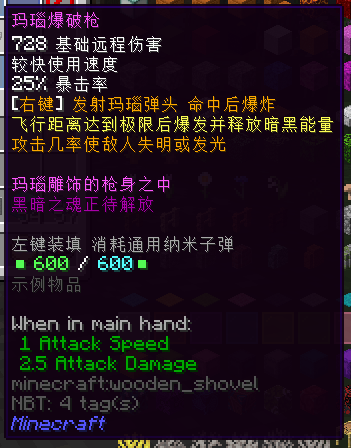 玛瑙爆破枪
728 基础远程伤害
较快使用速度
25% 暴击率
[右键] 发射玛瑙弹头 命中后爆炸
飞行距离达到极限后爆发并释放暗黑能量
攻击几率使敌人失明或发光
玛瑙雕饰的枪身之中
黑暗之魂正待解放
左键装填 消耗通用纳米子弹
■ 600 / 600 ■
示例物品
When in main hand:
1 Attack Speed
2.5 Attack Damage
minecraft:wooden_shovel
NBT: 4 tag(s)
Minecraft